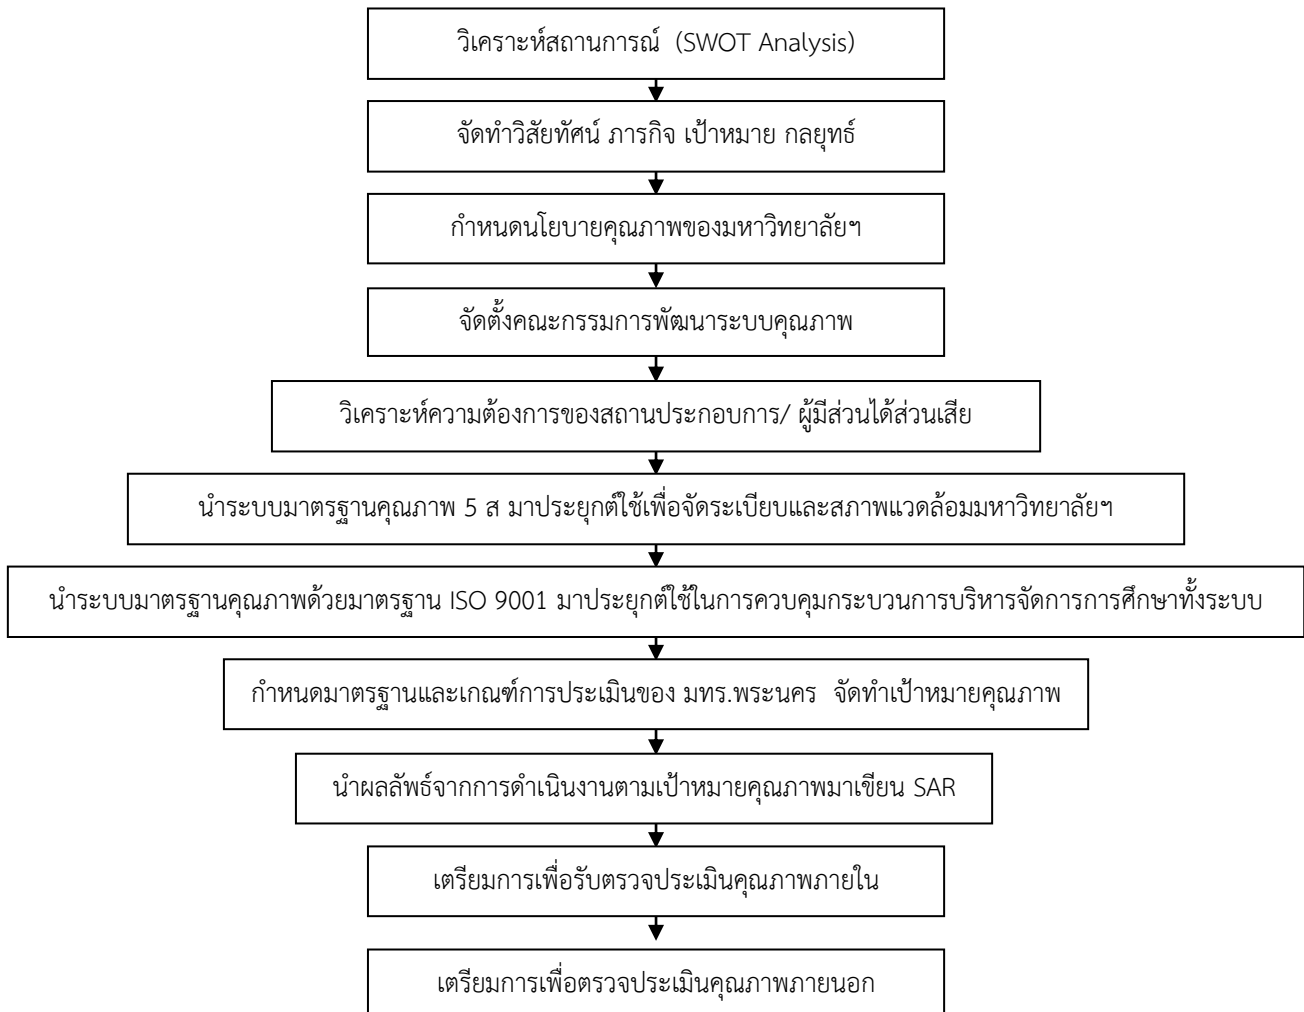 วิเคราะห์สถานการณ์ (SWOT Analysis)
จัดทำวิสัยทัศน์ ภารกิจ เป้าหมาย กลยุทธ์
กำหนดนโยบายคุณภาพของมหาวิทยาลัยฯ
จัดตั้งคณะกรรมการพัฒนาระบบคุณภาพ
วิเคราะห์ความต้องการของสถานประกอบการ/ ผู้มีส่วนได้ส่วนเสีย
นำระบบมาตรฐานคุณภาพ 5 ส มาประยุกต์ใช้เพื่อจัดระเบียบและสภาพแวดล้อมมหาวิทยาลัยฯ
นำระบบมาตรฐานคุณภาพด้วยมาตรฐาน ISO 9001 มาประยุกต์ใช้ในการควบคุมกระบวนการบริหารจัดการการศึกษาทั้งระบบ
กำหนดมาตรฐานและเกณฑ์การประเมินของ มทร.พระนคร จัดทำเป้าหมายคุณภาพ
นำผลลัพธ์จากการดำเนินงานตามเป้าหมายคุณภาพมาเขียน SAR
เตรียมการเพื่อรับตรวจประเมินคุณภาพภายใน
เตรียมการเพื่อตรวจประเมินคุณภาพภายนอก